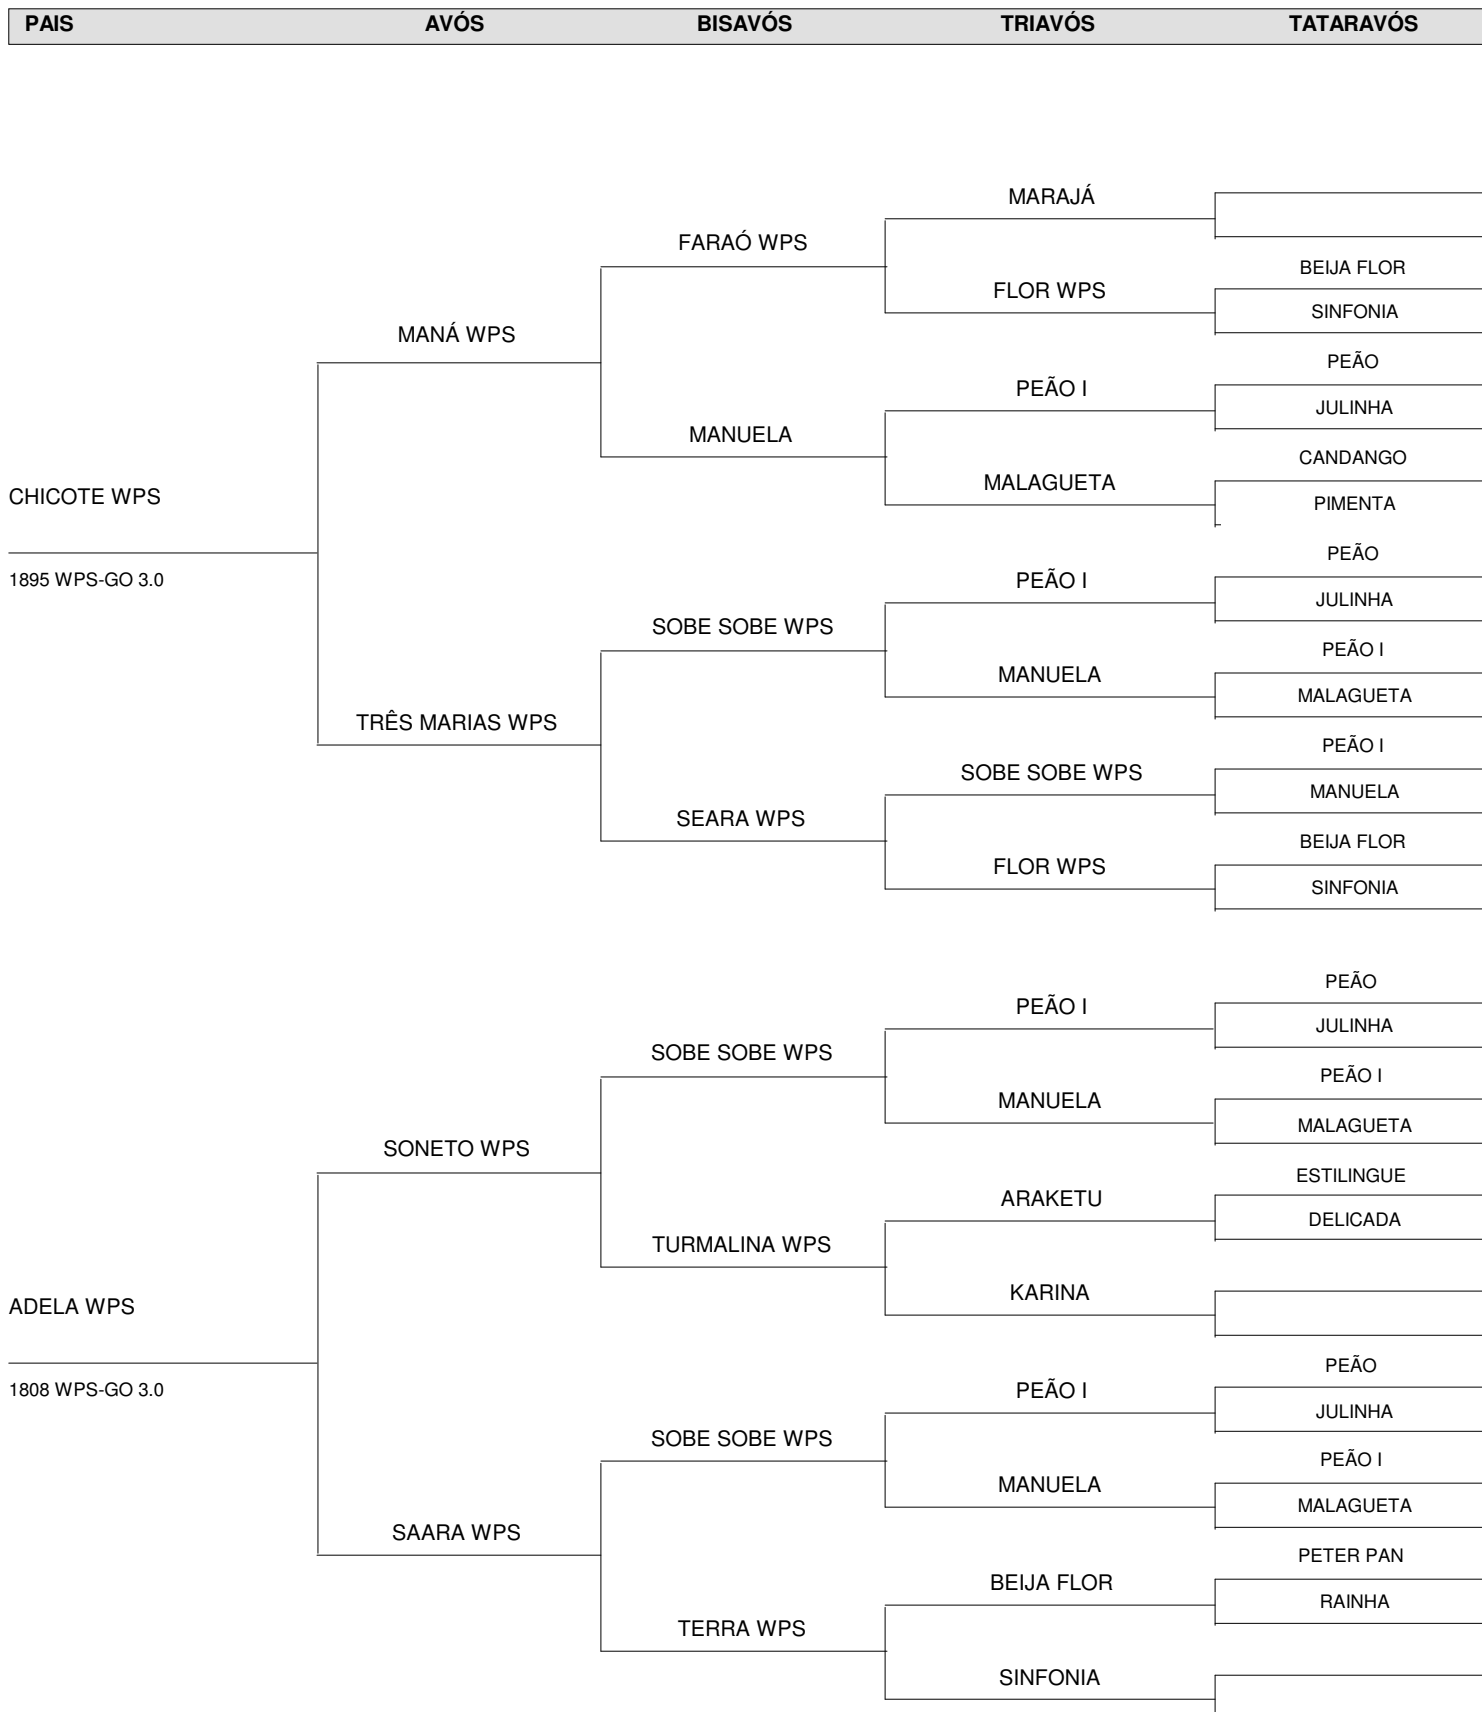 PAIS AVÓS BISAVÓS TRIAVÓS TATARAVÓS
MARAJÁ
FARAÓ WPS
BEIJA FLOR
FLOR WPS
SINFONIA
MANÁ WPS
PEÃO
PEÃO I
JULINHA
MANUELA
CANDANGO
MALAGUETA
CHICOTE WPS
PIMENTA
PEÃO
1895 WPS-GO 3.0
PEÃO I
JULINHA
SOBE SOBE WPS
PEÃO I
MANUELA
MALAGUETA
TRÊS MARIAS WPS
PEÃO I
SOBE SOBE WPS
MANUELA
SEARA WPS
BEIJA FLOR
FLOR WPS
SINFONIA
PEÃO
PEÃO I
JULINHA
SOBE SOBE WPS
PEÃO I
MANUELA
MALAGUETA
SONETO WPS
ESTILINGUE
ARAKETU
DELICADA
TURMALINA WPS
KARINA
ADELA WPS
PEÃO
1808 WPS-GO 3.0
PEÃO I
JULINHA
SOBE SOBE WPS
PEÃO I
MANUELA
MALAGUETA
SAARA WPS
PETER PAN
BEIJA FLOR
RAINHA
TERRA WPS
SINFONIA